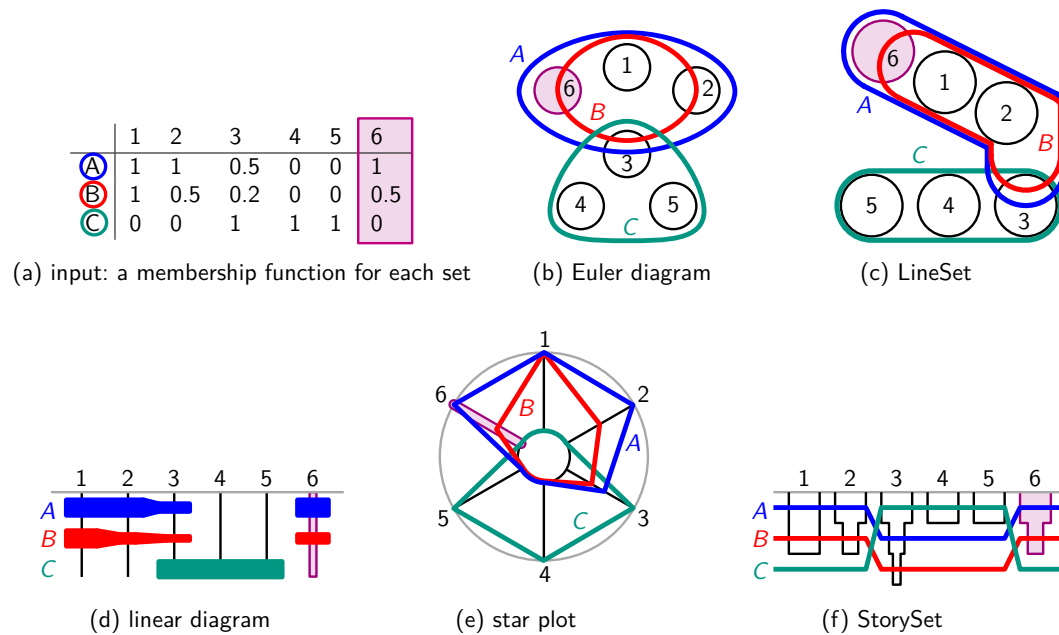 1 2 3 4 5 6
A 1 1 0.5 0 0 1
B 1 0.5 0.2 0 0 0.5
C 0 0 1 1 1 0
(a) input: a membership function for each set
A
1
6
2
B
3
4
5
C
(b) Euler diagram
6
1
A
2
B
C
5
4
3
(c) LineSet
1 2 3 4 5 6
A
B
C
(d) linear diagram
1
6
2
B
A
5
C
3
4
(e) star plot
1 2 3 4 5 6
A
B
C
(f) StorySet